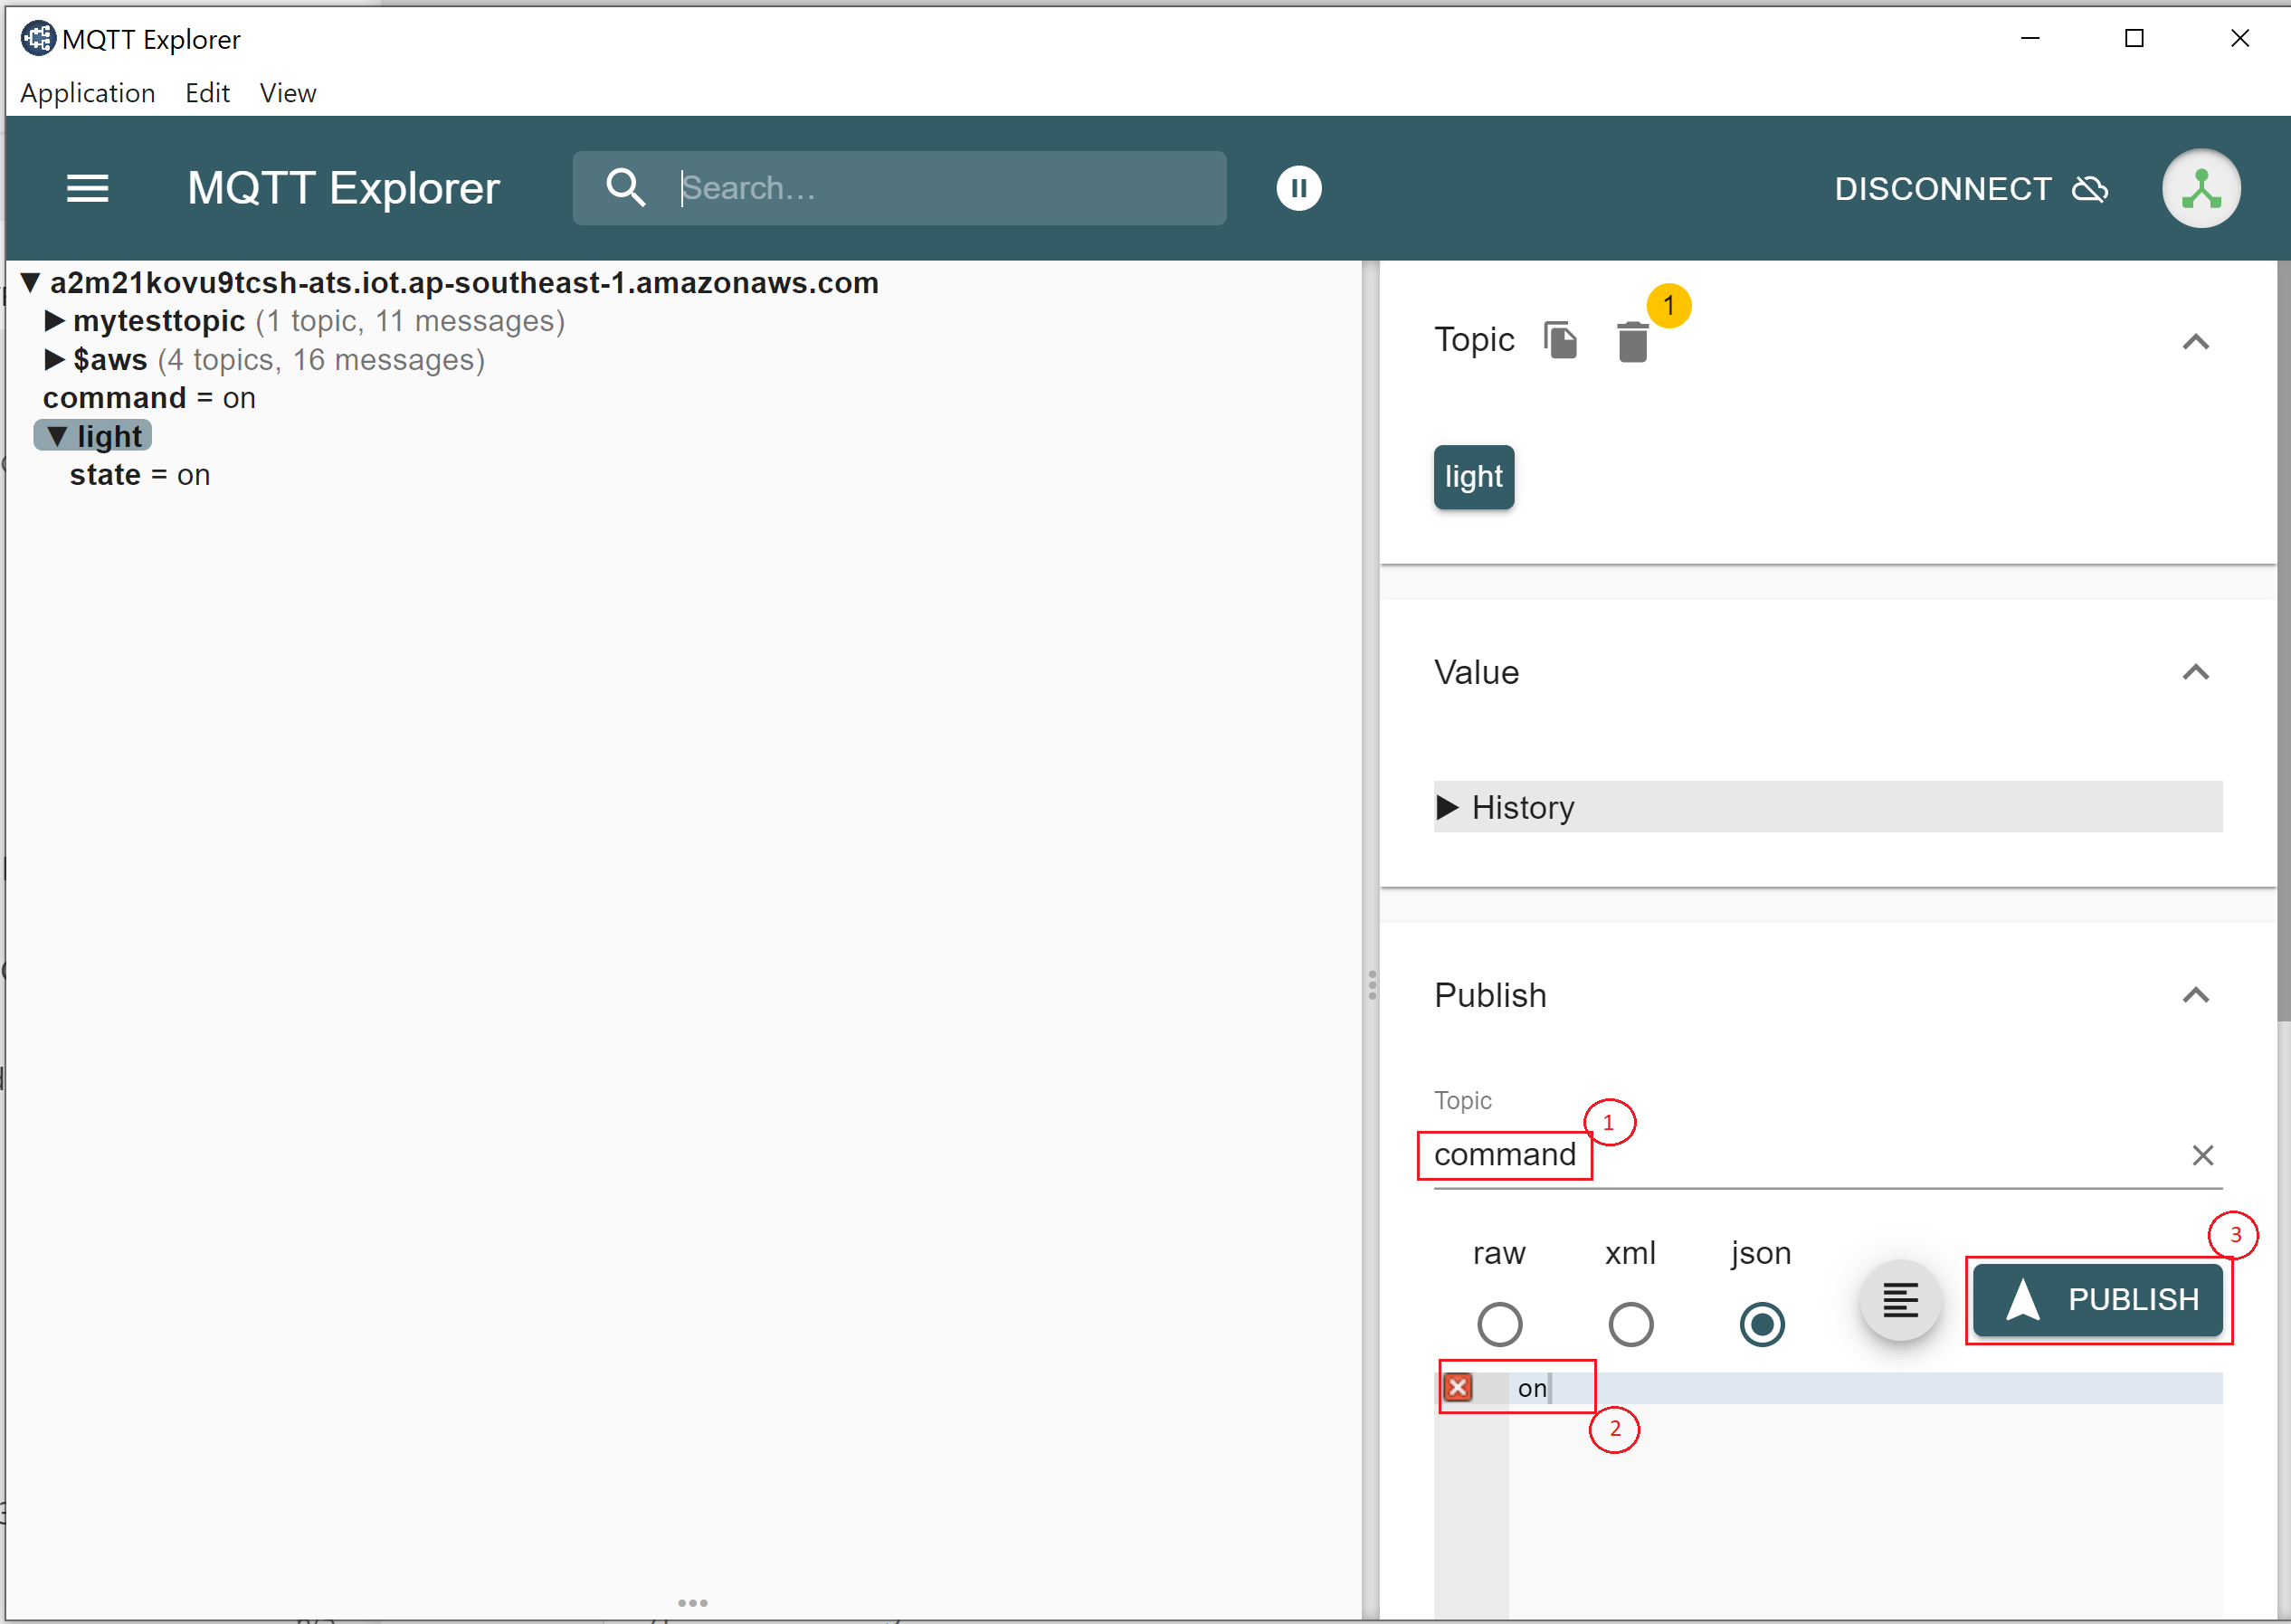 MQTT Explorer
Application Edit View
MQTT Explorer
Search...
DISCONNECT
▼ a2m21kovu9tcsh-ats.iot.ap-southeast-1.amazonaws.com
▶ mytesttopic (1 topic, 11 messages)
▶ $aws (4 topics, 16 messages)
command = on
▼ light
state = on
Topic
1
light
Value
▶ History
Publish
Topic
1
command
3
raw xml json
PUBLISH
on
2